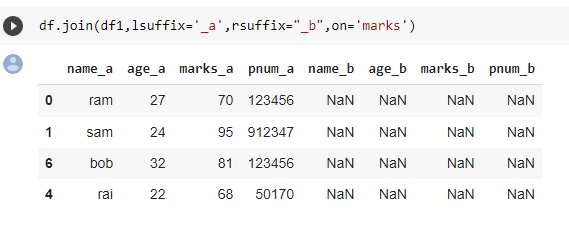 df.join(df1,lsuffix='_a',rsuffix="_b",on='marks')
name_a age_a marks_a pnum_a name_b age_b marks_b pnum_b
0 ram 27 70 123456 NaN NaN NaN NaN
1 sam 24 95 912347 NaN NaN NaN NaN
6 bob 32 81 123456 NaN NaN NaN NaN
4 rai 22 68 50170 NaN NaN NaN NaN